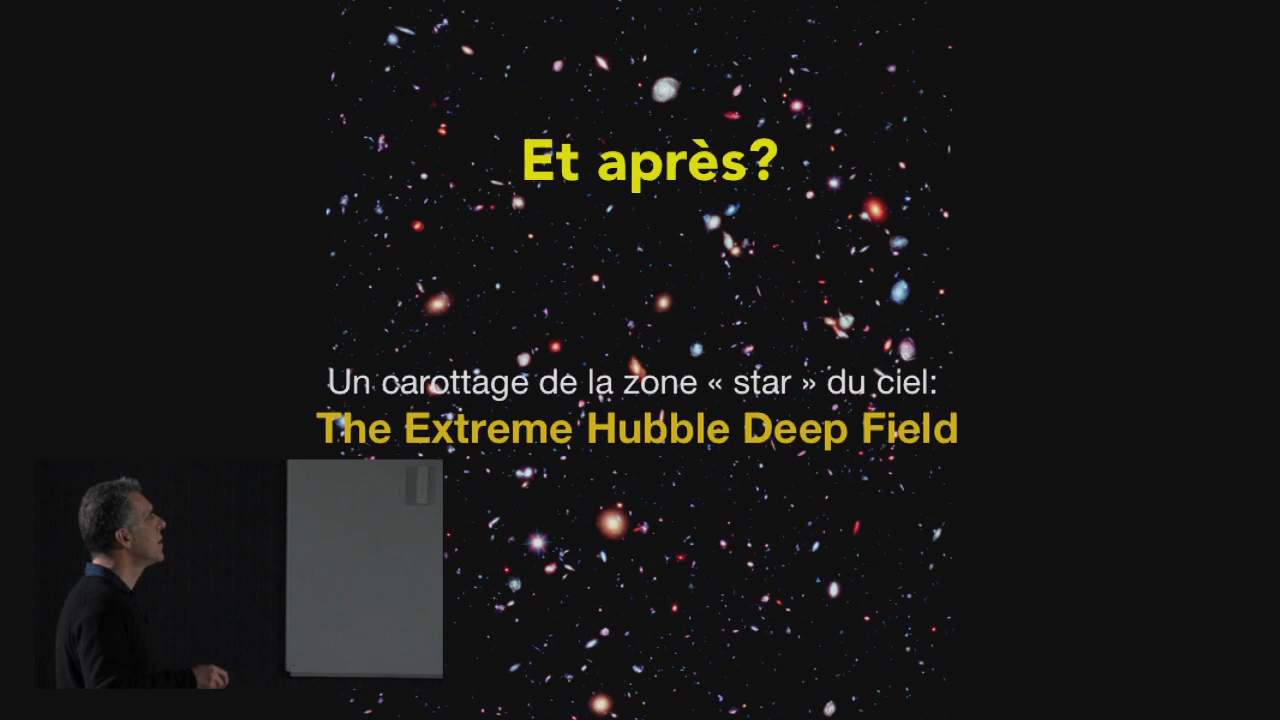 Et après?
Un carottage de la zone « star » du ciel:
The Extreme Hubble Deep Field